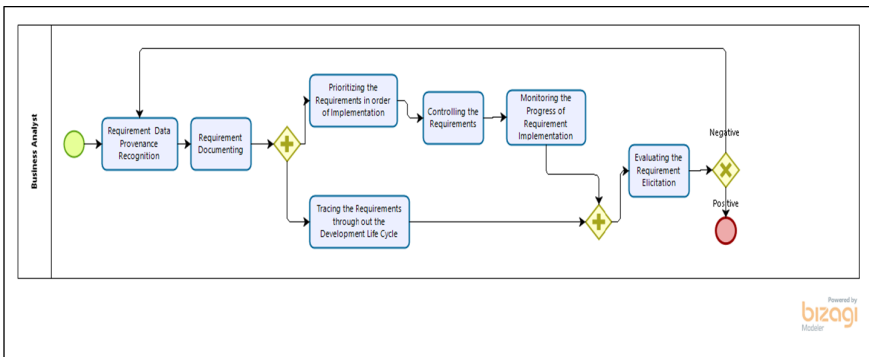 Business Analyst
Requirement Data
Provenance
Recognition
Requirement
Documenting
Prioritizing the
Requirements in order
of Implementation
Controlling the
Requirements
Monitoring the
Progress of
Requirement
Implementation
Tracing the Requirements
through out the
Development Life Cycle
Evaluating the
Requirement
Elicitation
Negative
Positive
Powered by
bizagi
Modeler